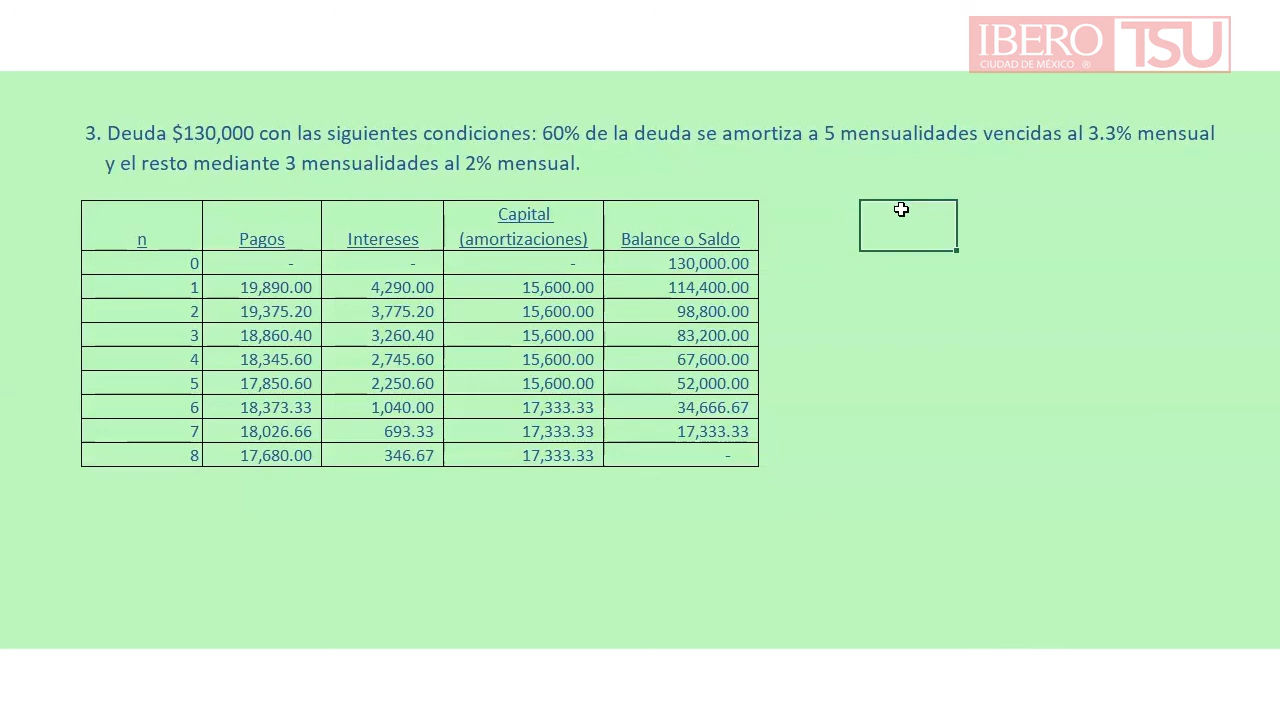 IBERO TSU
CIUDAD DE MÉXICO ®
3. Deuda $130,000 con las siguientes condiciones: 60% de la deuda se amortiza a 5 mensualidades vencidas al 3.3% mensual
y el resto mediante 3 mensualidades al 2% mensual.
Capital
n Pagos Intereses (amortizaciones) Balance o Saldo
0 - - - 130,000.00
1 19,890.00 4,290.00 15,600.00 114,400.00
2 19,375.20 3,775.20 15,600.00 98,800.00
3 18,860.40 3,260.40 15,600.00 83,200.00
4 18,345.60 2,745.60 15,600.00 67,600.00
5 17,850.60 2,250.60 15,600.00 52,000.00
6 18,373.33 1,040.00 17,333.33 34,666.67
7 18,026.66 693.33 17,333.33 17,333.33
8 17,680.00 346.67 17,333.33 -